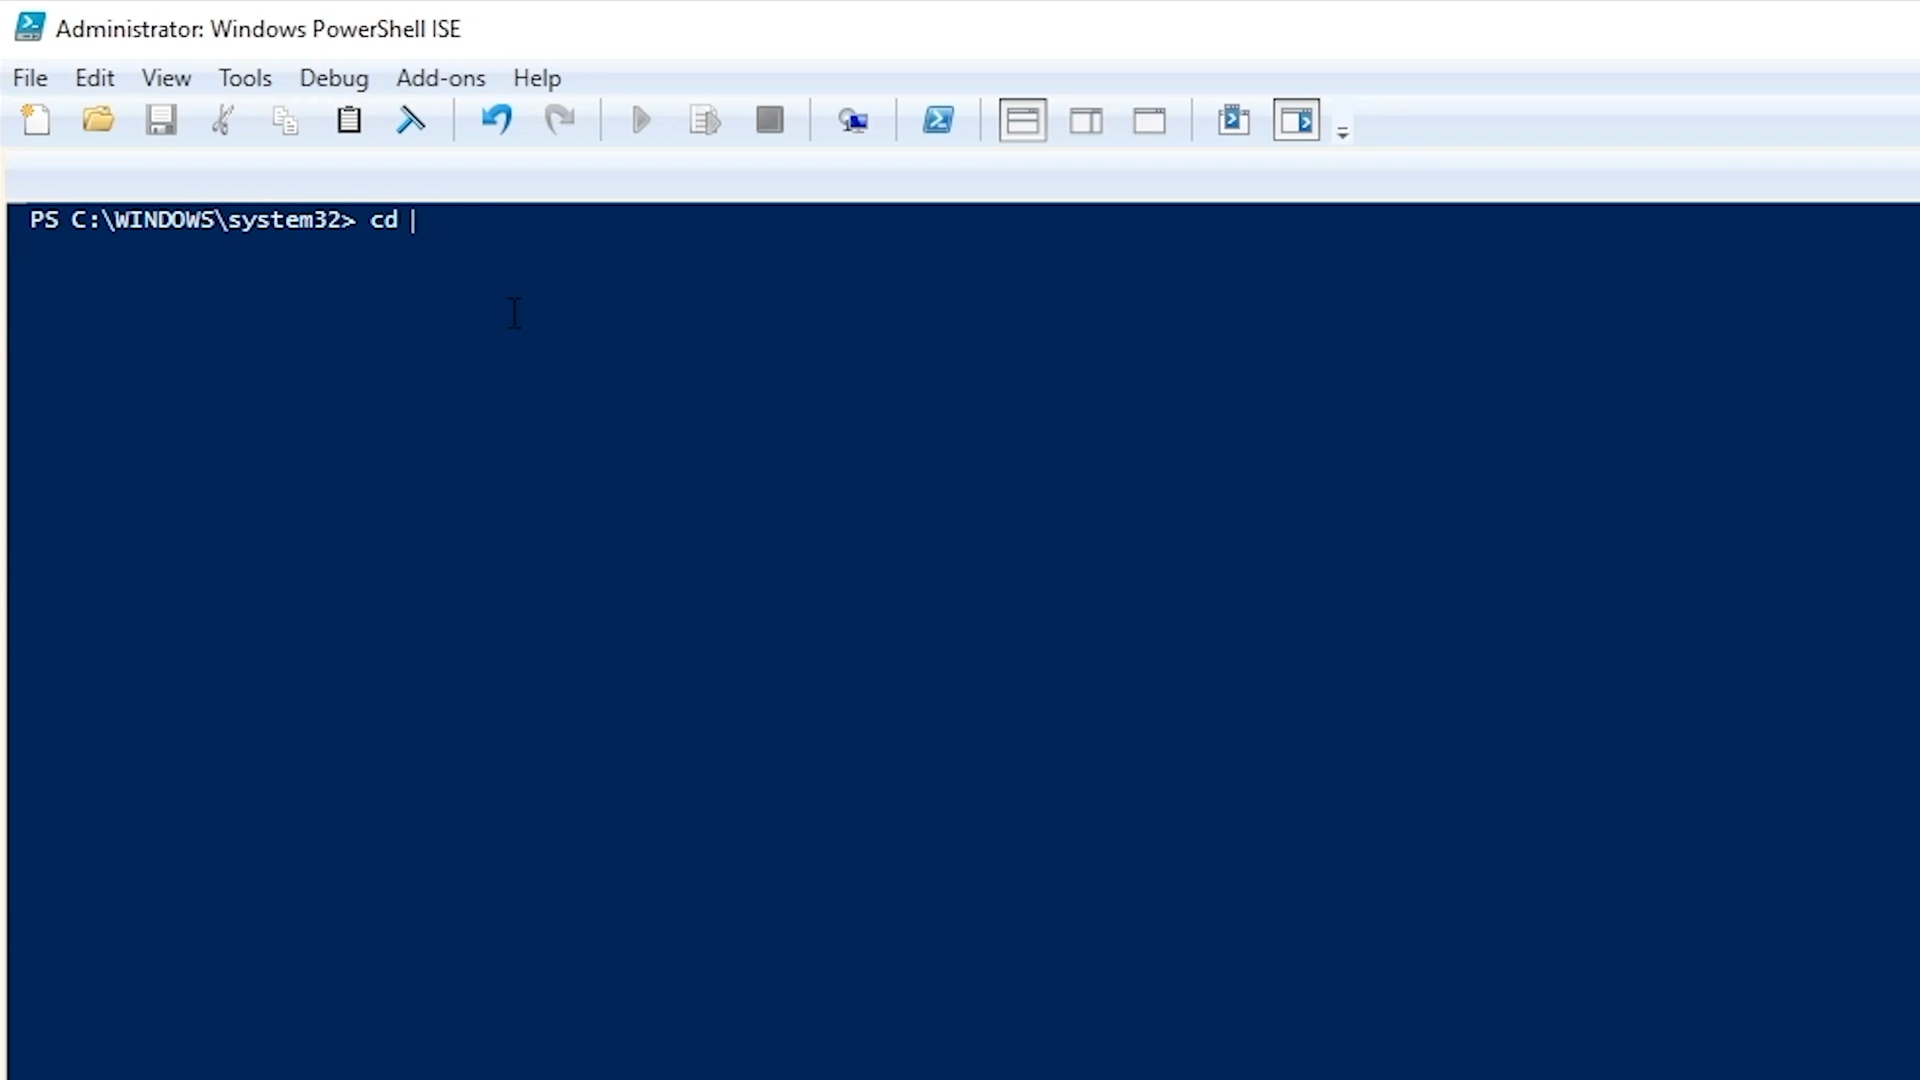 Administrator: Windows PowerShell ISE
File Edit View Tools Debug Add-ons Help
PS C:\WINDOWS\system32> cd